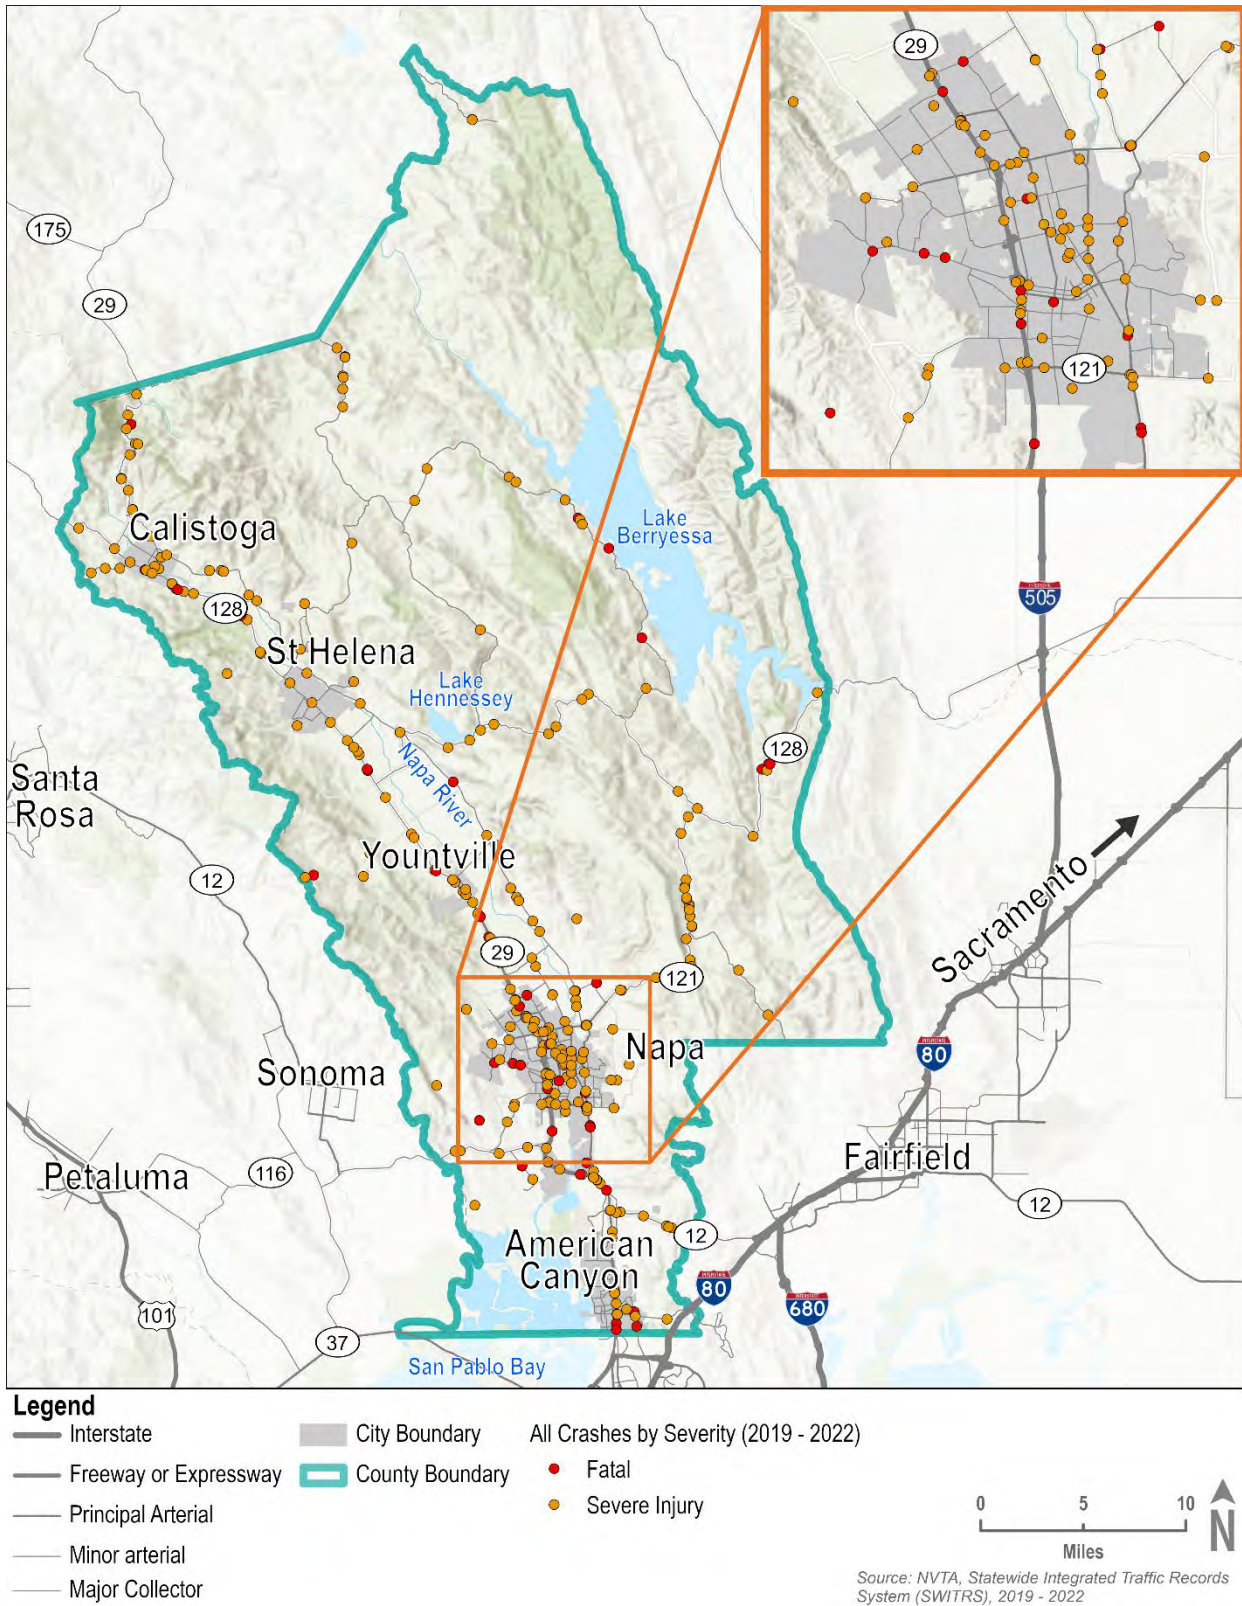 29
121
175
29
Calistoga
128
St Helena
Lake
Hennessey
Lake
Berryessa
INTERSTATE
505
128
Napa River
Santa
Rosa
Yountville
12
Sacramento
29
121
Napa
INTERSTATE
80
Sonoma
Fairfield
Petaluma
116
12
American
Canyon
12
INTERSTATE
80
INTERSTATE
680
101
37
San Pablo Bay
Legend
Interstate
Freeway or Expressway
Principal Arterial
Minor arterial
Major Collector
City Boundary
County Boundary
All Crashes by Severity (2019 - 2022)
Fatal
Severe Injury
0 5 10
Miles
N
Source: NVTA, Statewide Integrated Traffic Records
System (SWITRS), 2019 - 2022